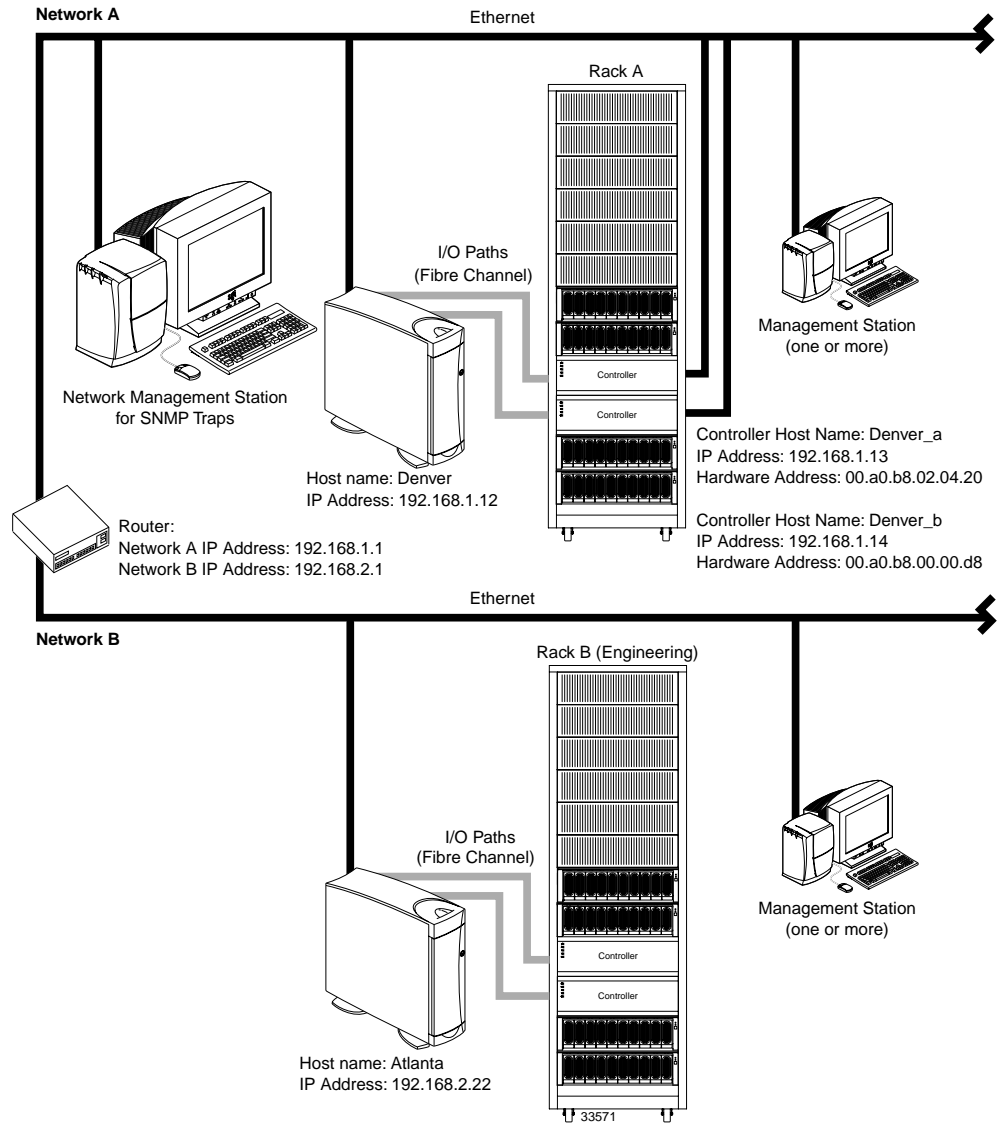 Network A
Ethernet
Rack A
I/O Paths
(Fibre Channel)
Controller
Controller
Management Station
(one or more)
Network Management Station
for SNMP Traps
Controller Host Name: Denver_a
IP Address: 192.168.1.13
Hardware Address: 00.a0.b8.02.04.20
Host name: Denver
IP Address: 192.168.1.12
Router:
Network A IP Address: 192.168.1.1
Network B IP Address: 192.168.2.1
Controller Host Name: Denver_b
IP Address: 192.168.1.14
Hardware Address: 00.a0.b8.00.00.d8
Ethernet
Network B
Rack B (Engineering)
I/O Paths
(Fibre Channel)
Management Station
(one or more)
Controller
Controller
Host name: Atlanta
IP Address: 192.168.2.22
33571